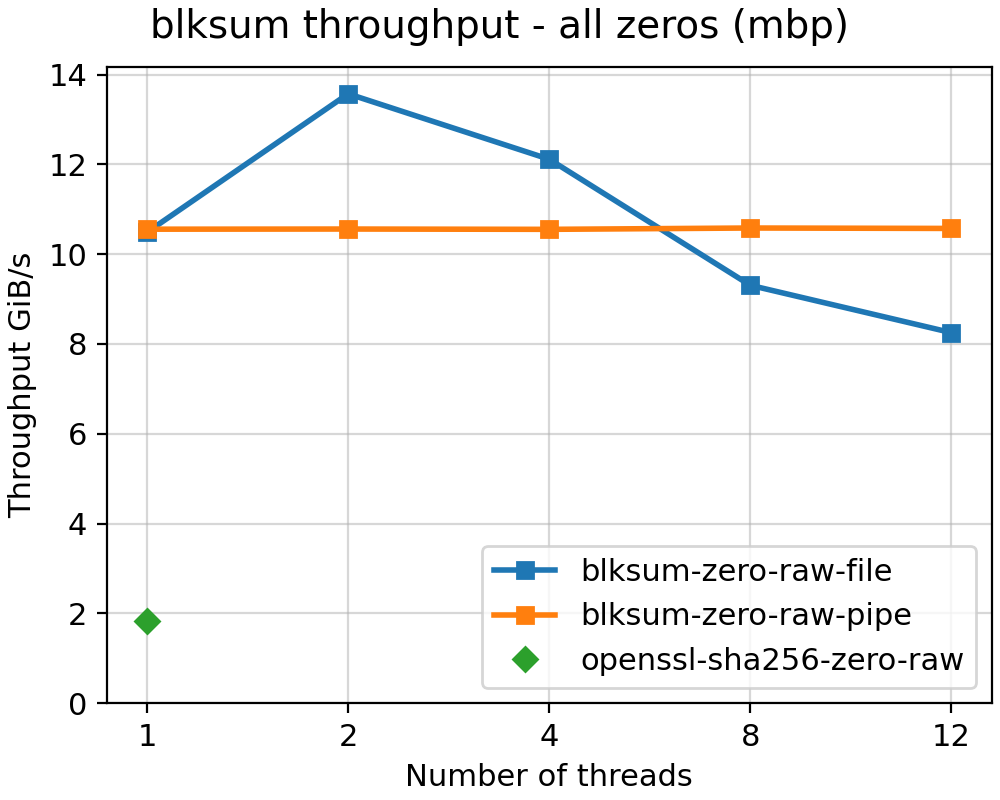 blksum throughput - all zeros (mbp)
Throughput GiB/s
14
12
10
8
6
4
2
0
1 2 4 8 12
Number of threads
blksum-zero-raw-file
blksum-zero-raw-pipe
openssl-sha256-zero-raw